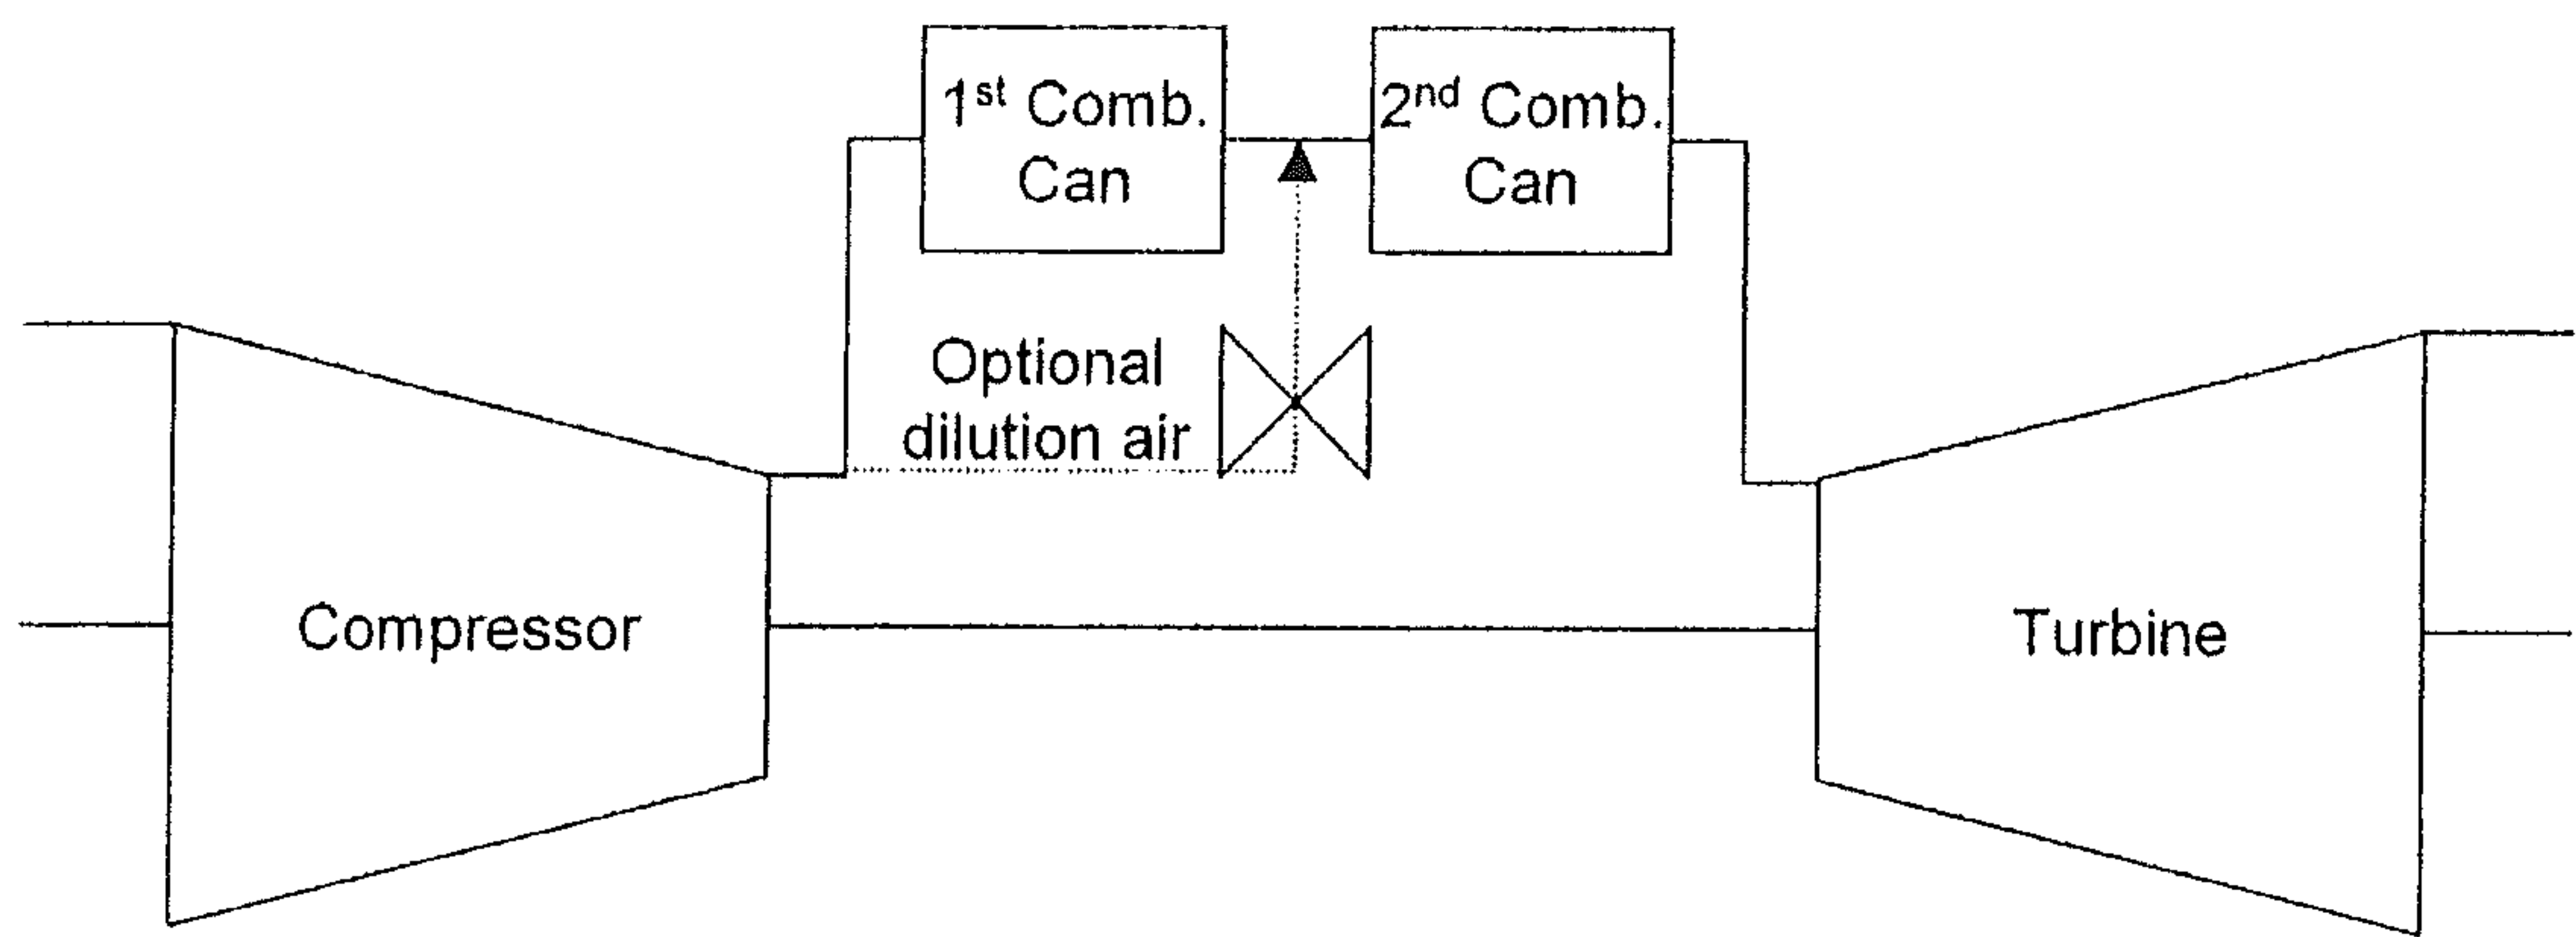 1st Comb.
Can
2nd Comb.
Can
Optional
dilution air
Compressor
Turbine